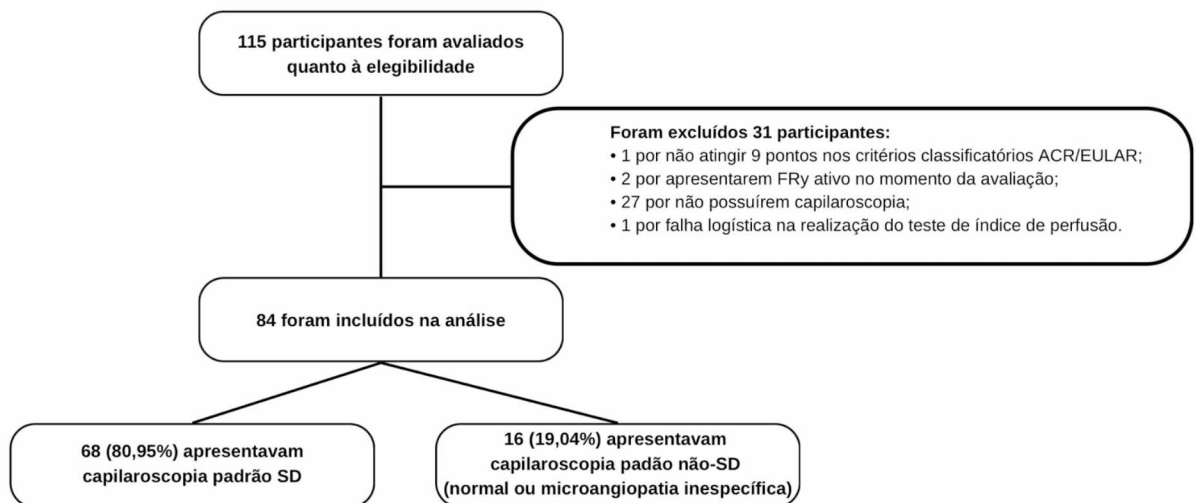 115 participantes foram avaliados
quanto à elegibilidade
Foram excluídos 31 participantes:
• 1 por não atingir 9 pontos nos critérios classificatórios ACR/EULAR;
• 2 por apresentarem FRy ativo no momento da avaliação;
• 27 por não possuírem capilaroscopia;
• 1 por falha logística na realização do teste de índice de perfusão.
84 foram incluídos na análise
68 (80,95%) apresentavam
capilaroscopia padrão SD
16 (19,04%) apresentavam
capilaroscopia padão não-SD
(normal ou microangiopatia inespecífica)